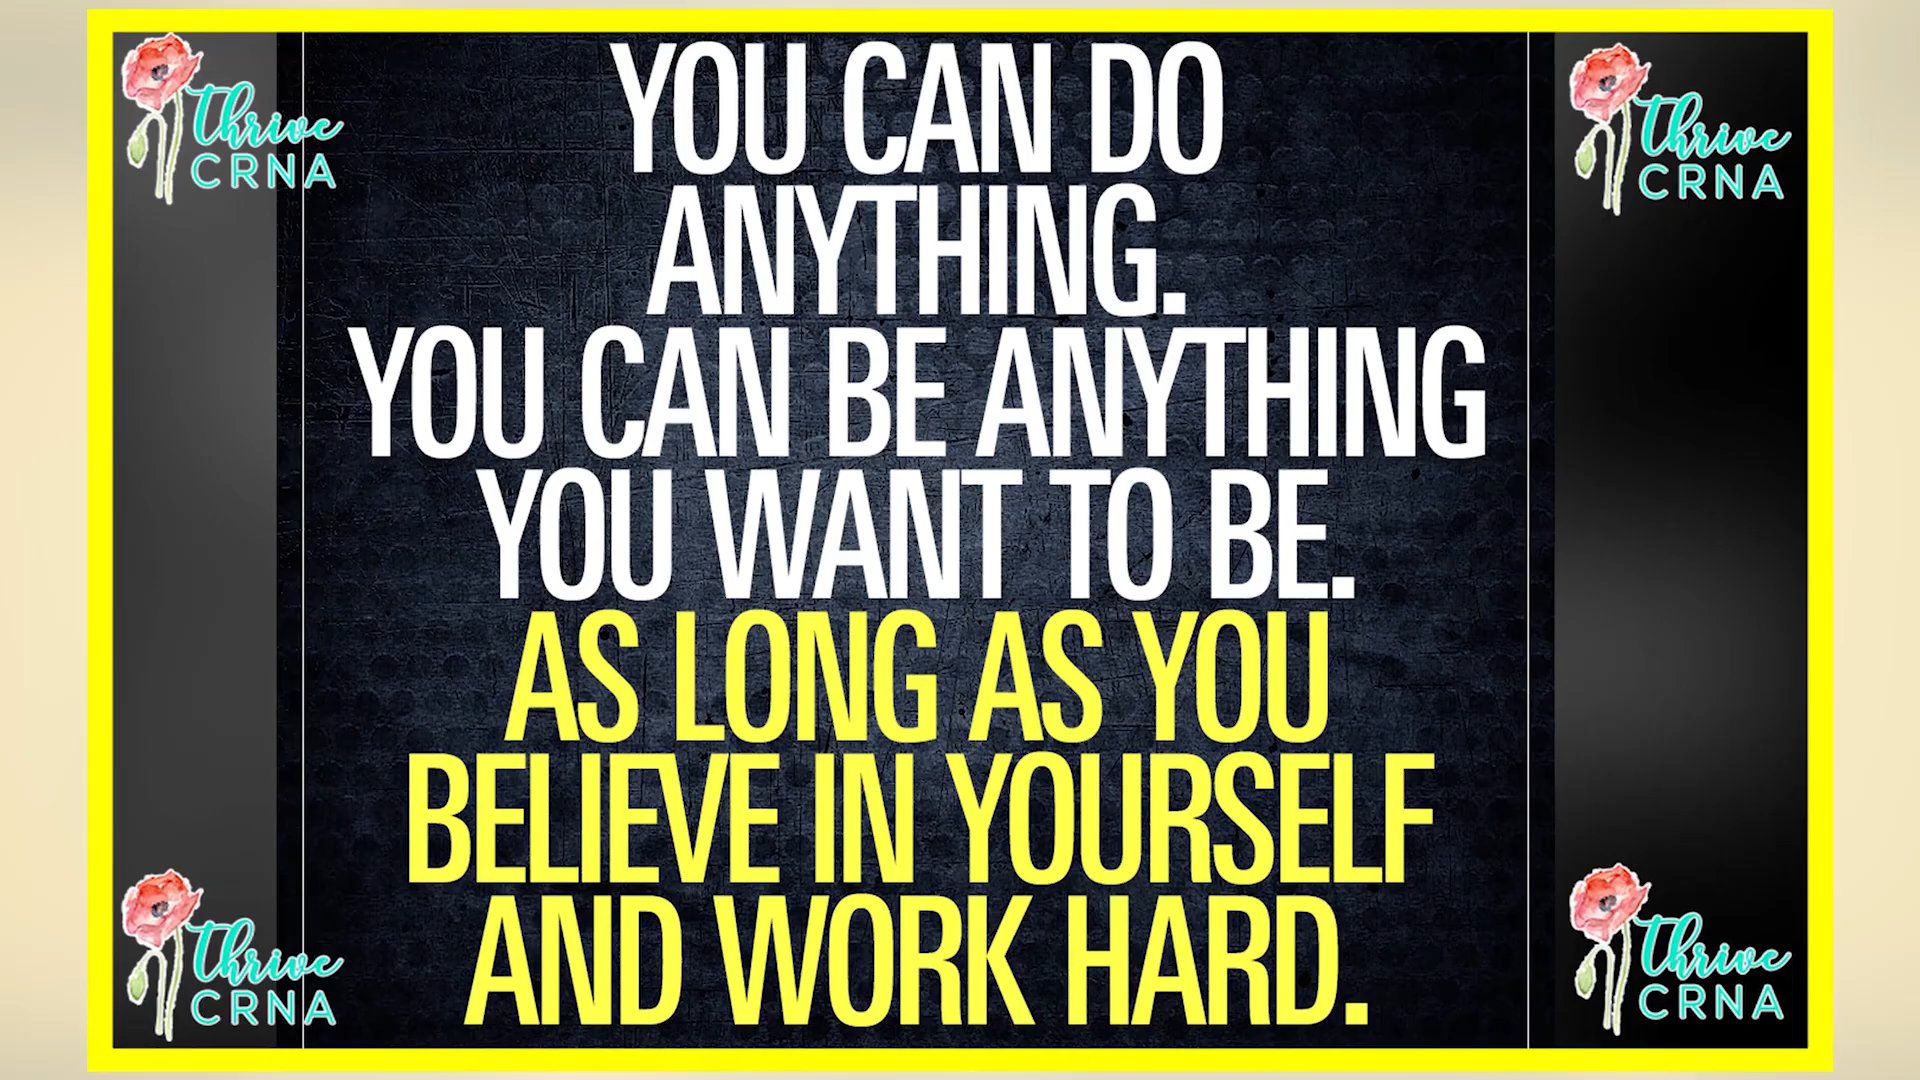 Thrive
CRNA
Thrive
CRNA
YOU CAN DO
ANYTHING.
YOU CAN BE ANYTHING
YOU WANT TO BE.
AS LONG AS YOU
BELIEVE IN YOURSELF
AND WORK HARD.
Thrive
CRNA
Thrive
CRNA